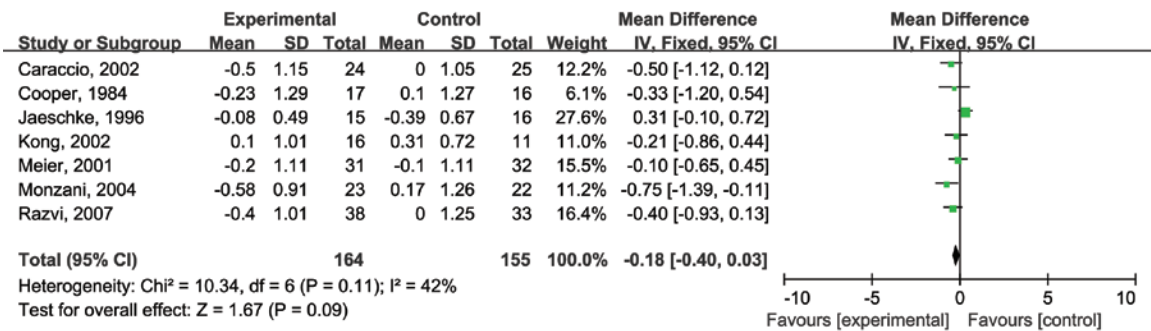 Experimental Control Mean Difference Mean Difference
Study or Subgroup Mean SD Total Mean SD Total Weight IV, Fixed, 95% CI IV, Fixed, 95% CI
Caraccio, 2002 -0.5 1.15 24 0 1.05 25 12.2% -0.50 [-1.12, 0.12]
Cooper, 1984 -0.23 1.29 17 0.1 1.27 16 6.1% -0.33 [-1.20, 0.54]
Jaeschke, 1996 -0.08 0.49 15 -0.39 0.67 16 27.6% 0.31 [-0.10, 0.72]
Kong, 2002 0.1 1.01 16 0.31 0.72 11 11.0% -0.21 [-0.86, 0.44]
Meier, 2001 -0.2 1.11 31 -0.1 1.11 32 15.5% -0.10 [-0.65, 0.45]
Monzani, 2004 -0.58 0.91 23 0.17 1.26 22 11.2% -0.75 [-1.39, -0.11]
Razvi, 2007 -0.4 1.01 38 0 1.25 33 16.4% -0.40 [-0.93, 0.13]
Total (95% CI) 164 155 100.0% -0.18 [-0.40, 0.03]
Heterogeneity: Chi² = 10.34, df = 6 (P = 0.11); I² = 42%
Test for overall effect: Z = 1.67 (P = 0.09)
-10 -5 0 5 10
Favours [experimental] Favours [control]